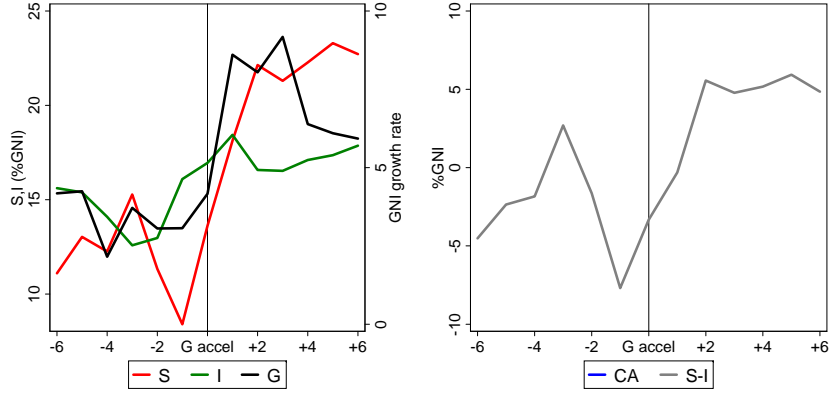 25
20
15
10
S,I (%GNI)
10
5
0
GNI growth rate
-6 -4 -2 G accel +2 +4 +6
S I G
10
5
0
-5
-10
%GNI
-6 -4 -2 G accel +2 +4 +6
CA S-I